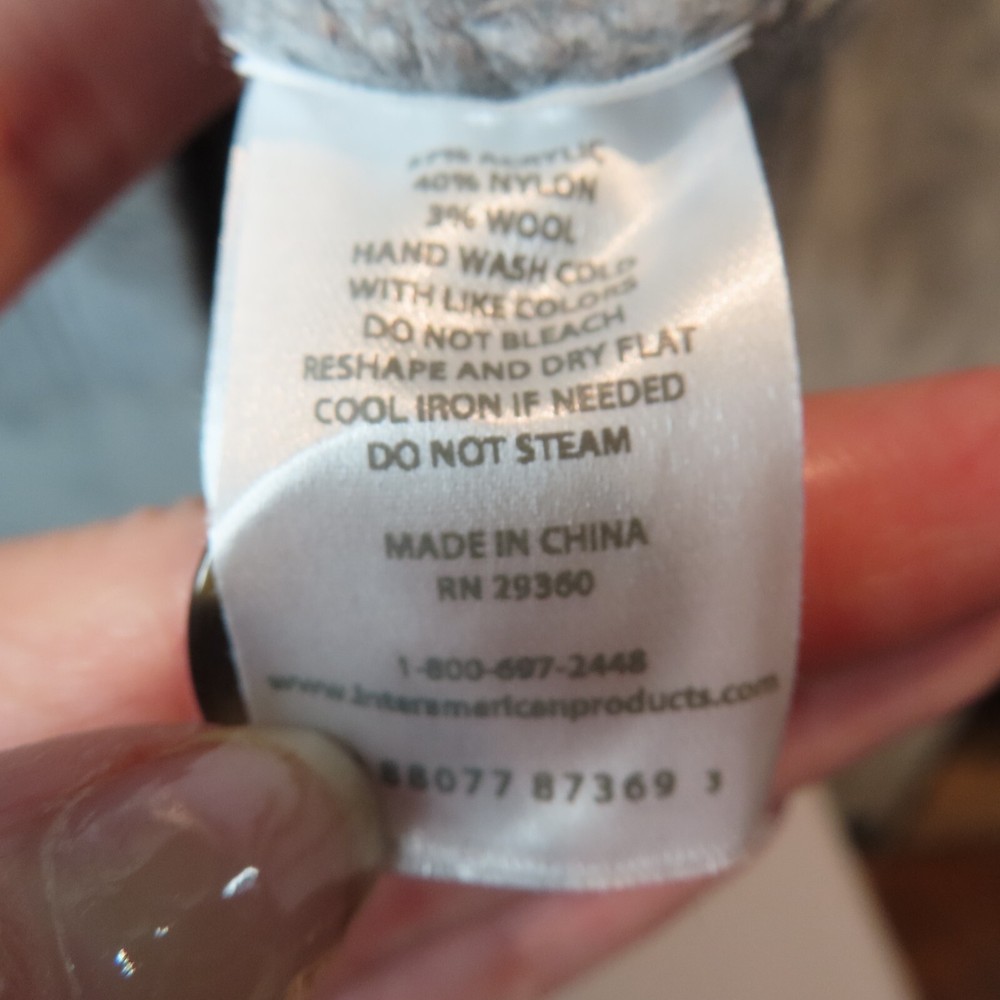 ACRYLIC
40% NYLON
3% WOOL
HAND WASH COLD
WITH LIKE COLORS
DO NOT BLEACH
RESHAPE AND DRY FLAT
COOL IRON IF NEEDED
DO NOT STEAM
MADE IN CHINA
RN 29360
1-800-697-2448
www.interamericanproducts.com
88077 87369 3